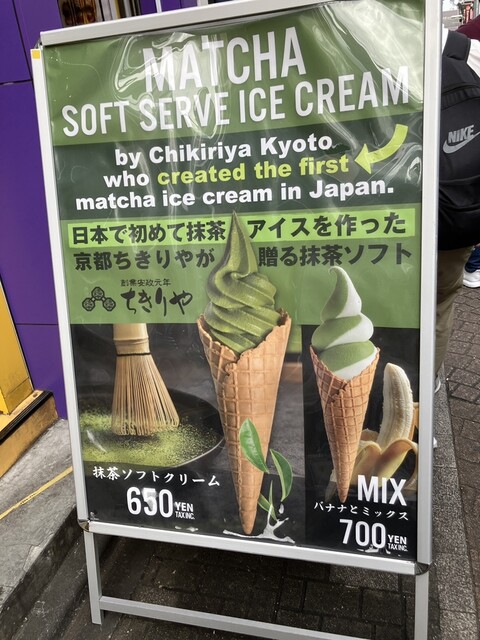 MATCHA
SOFT SERVE ICE CREAM
by Chikiriya Kyoto
who created the first
matcha ice cream in Japan.
日本で初めて抹茶アイスを作った
京都ちきりやが贈る抹茶ソフト
創業安政元年
ちきりや
抹茶ソフトクリーム
650 YEN
TAX INC.
MIX
バナナとミックス
700 YEN
TAX INC.
NIKE